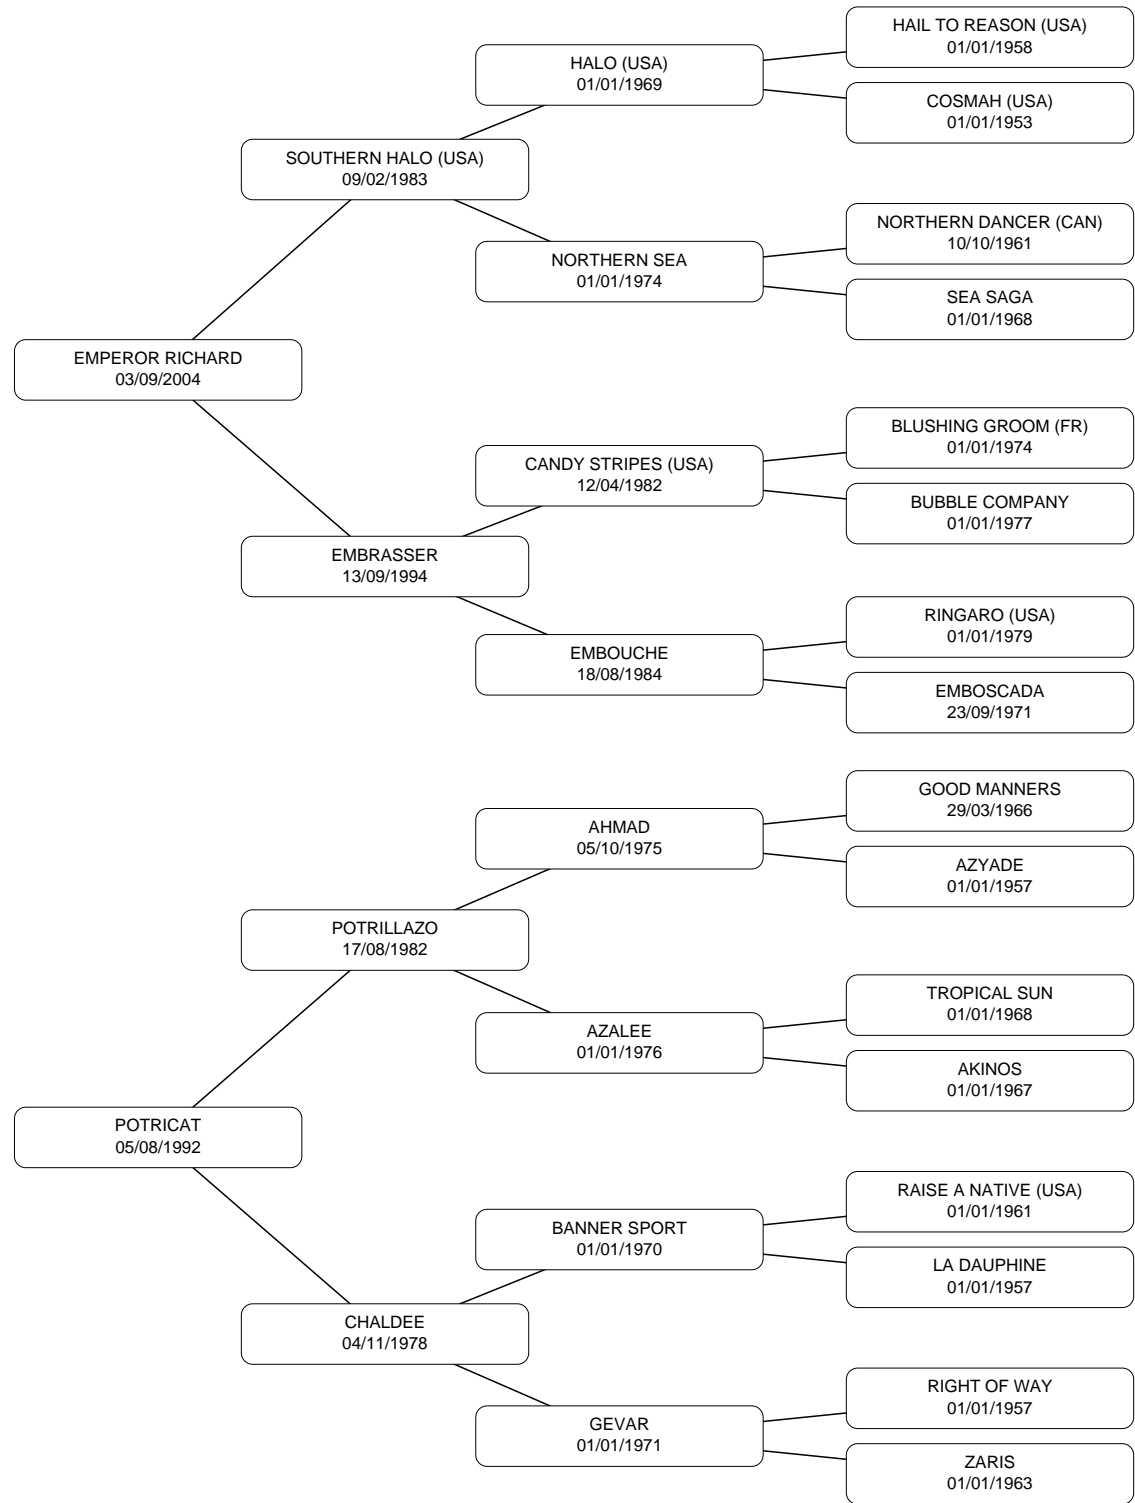 HAIL TO REASON (USA)
01/01/1958
HALO (USA)
01/01/1969
COSMAH (USA)
01/01/1953
SOUTHERN HALO (USA)
09/02/1983
NORTHERN DANCER (CAN)
10/10/1961
NORTHERN SEA
01/01/1974
SEA SAGA
01/01/1968
EMPEROR RICHARD
03/09/2004
BLUSHING GROOM (FR)
01/01/1974
CANDY STRIPES (USA)
12/04/1982
BUBBLE COMPANY
01/01/1977
EMBRASSER
13/09/1994
RINGARO (USA)
01/01/1979
EMBOUCHE
18/08/1984
EMBOSCADA
23/09/1971
GOOD MANNERS
29/03/1966
AHMAD
05/10/1975
AZYADE
01/01/1957
POTRILLAZO
17/08/1982
TROPICAL SUN
01/01/1968
AZALEE
01/01/1976
AKINOS
01/01/1967
POTRICAT
05/08/1992
RAISE A NATIVE (USA)
01/01/1961
BANNER SPORT
01/01/1970
LA DAUPHINE
01/01/1957
CHALDEE
04/11/1978
RIGHT OF WAY
01/01/1957
GEVAR
01/01/1971
ZARIS
01/01/1963